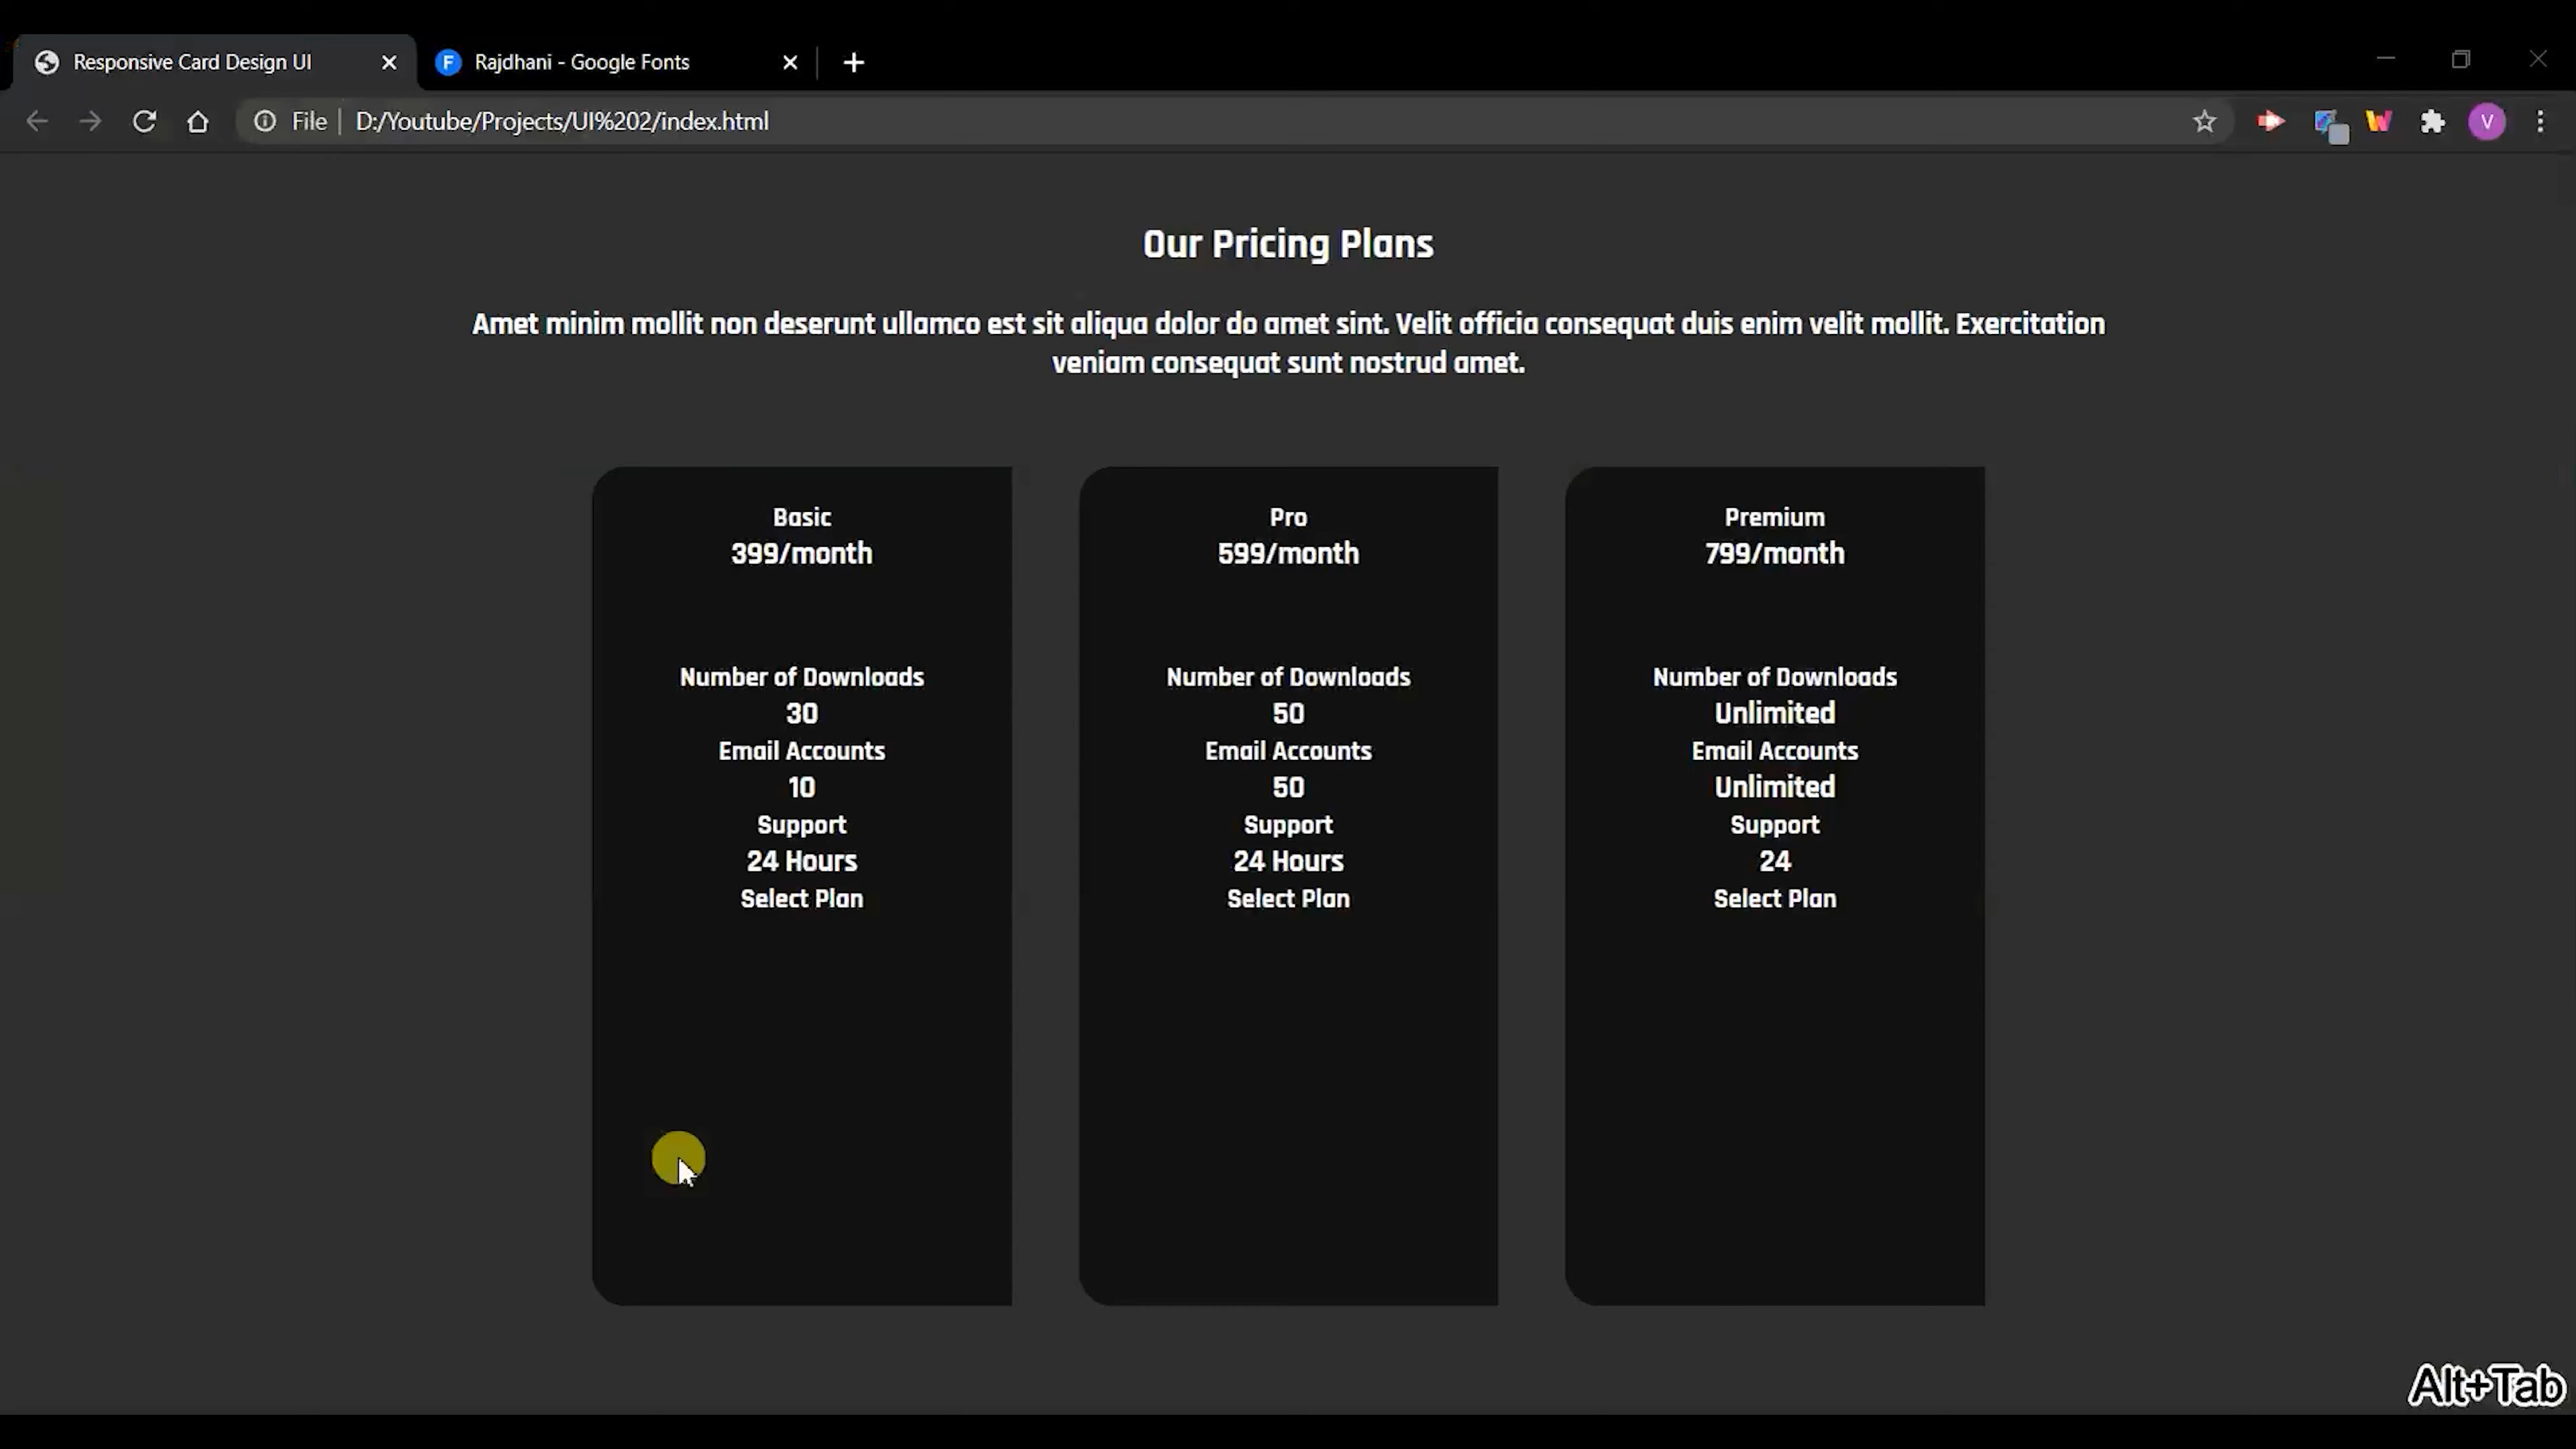 Responsive Card Design UI
Rajdhani - Google Fonts
File
D:/Youtube/Projects/UI%202/index.html
V
Our Pricing Plans
Amet minim mollit non deserunt ullamco est sit aliqua dolor do amet sint. Velit officia consequat duis enim velit mollit. Exercitation
veniam consequat sunt nostrud amet.
Basic
399/month
Number of Downloads
30
Email Accounts
10
Support
24 Hours
Select Plan
Pro
599/month
Number of Downloads
50
Email Accounts
50
Support
24 Hours
Select Plan
Premium
799/month
Number of Downloads
Unlimited
Email Accounts
Unlimited
Support
24
Select Plan
Alt+Tab